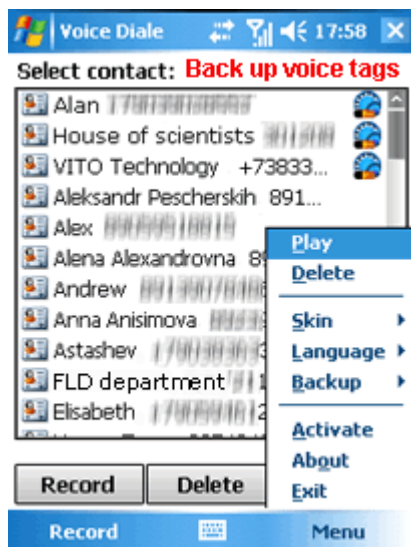 Voice Diale 17:58
Select contact: Back up voice tags
Alan
House of scientists
VITO Technology +73833...
Aleksandr Pescherskih 891...
Alex
Alena Alexandrovna
Andrew
Anna Anisimova
Astashev
FLD department
Elisabeth
Play
Delete
Skin
Language
Backup
Activate
About
Exit
Record Delete
Record Menu